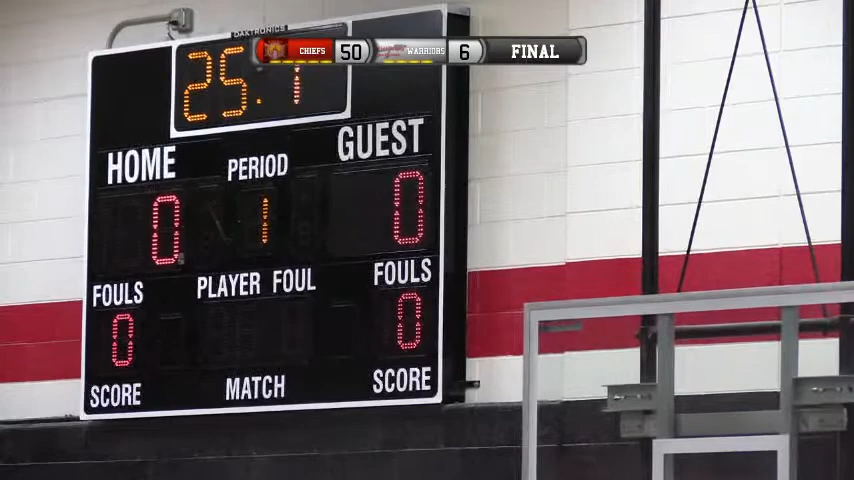 DAKTRONICS
CHIEFS 50 WARRIORS 6 FINAL
25.1
HOME PERIOD GUEST
0 1 0
FOULS PLAYER FOUL FOULS
0 0
SCORE MATCH SCORE